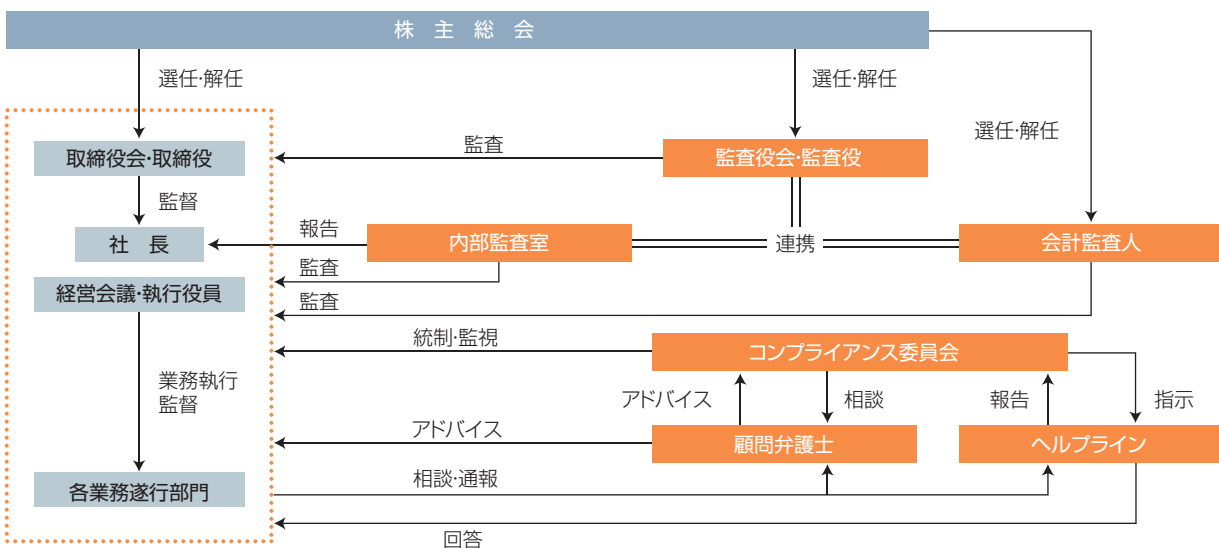 株主総会
選任・解任
選任・解任
選任・解任
取締役会・取締役
監査
監査役会・監査役
監督
社長
報告
内部監査室
連携
会計監査人
監査
経営会議・執行役員
監査
統制・監視
コンプライアンス委員会
業務執行
監督
アドバイス
相談
報告
指示
アドバイス
顧問弁護士
ヘルプライン
各業務遂行部門
相談・通報
回答